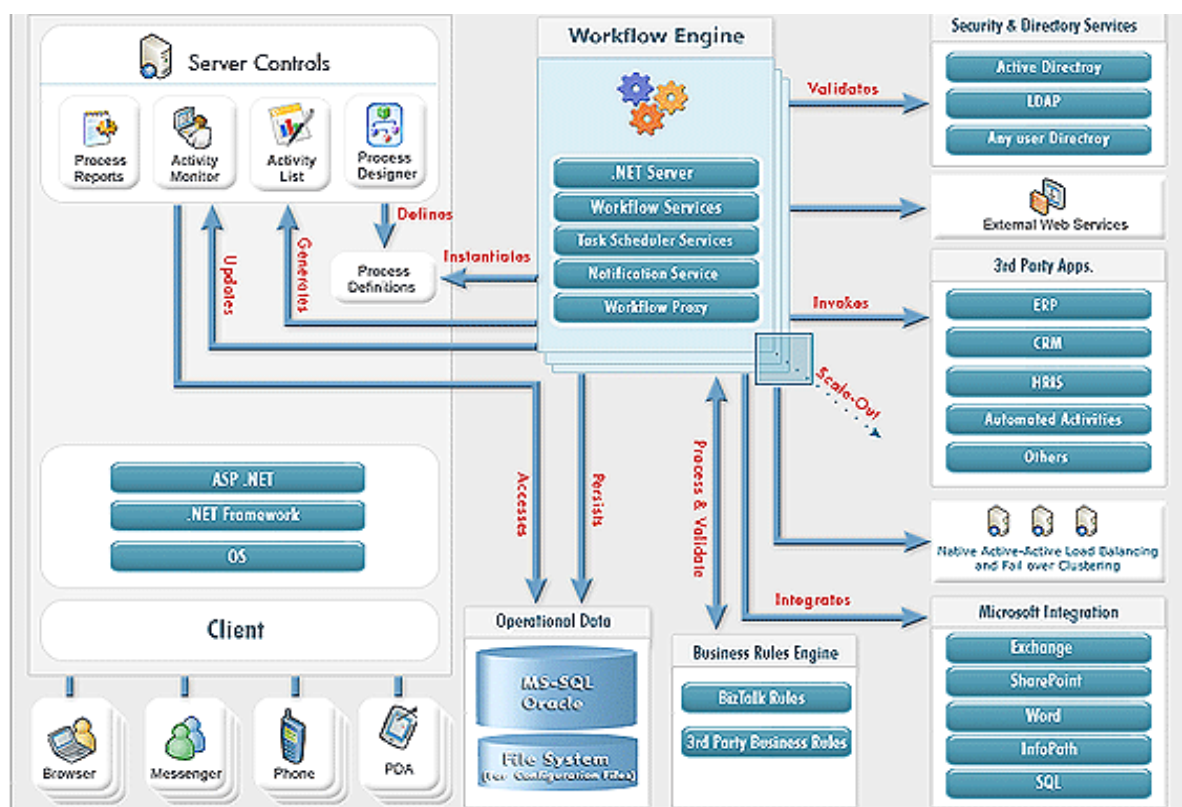 Server Controls
Process
Reports
Activity
Monitor
Activity
List
Process
Designer
Defines
Process
Definitions
Instantiates
Updates
Generates
ASP .NET
.NET Framework
OS
Client
Browser
Messenger
Phone
PDA
Workflow Engine
.NET Server
Workflow Services
Task Scheduler Services
Notification Service
Workflow Proxy
Scale-Out
Accesses
Persists
Process & Validate
Operational Data
MS-SQL
Oracle
File System
(For Configuration Files)
Business Rules Engine
BizTalk Rules
3rd Party Business Rules
Validates
Invokes
Integrates
Security & Directory Services
Active Directroy
LDAP
Any user Directroy
External Web Services
3rd Party Apps.
ERP
CRM
HRIS
Automated Activities
Others
Native Active-Active Load Balancing
and Fail over Clustering
Microsoft Integration
Exchange
SharePoint
Word
InfoPath
SQL